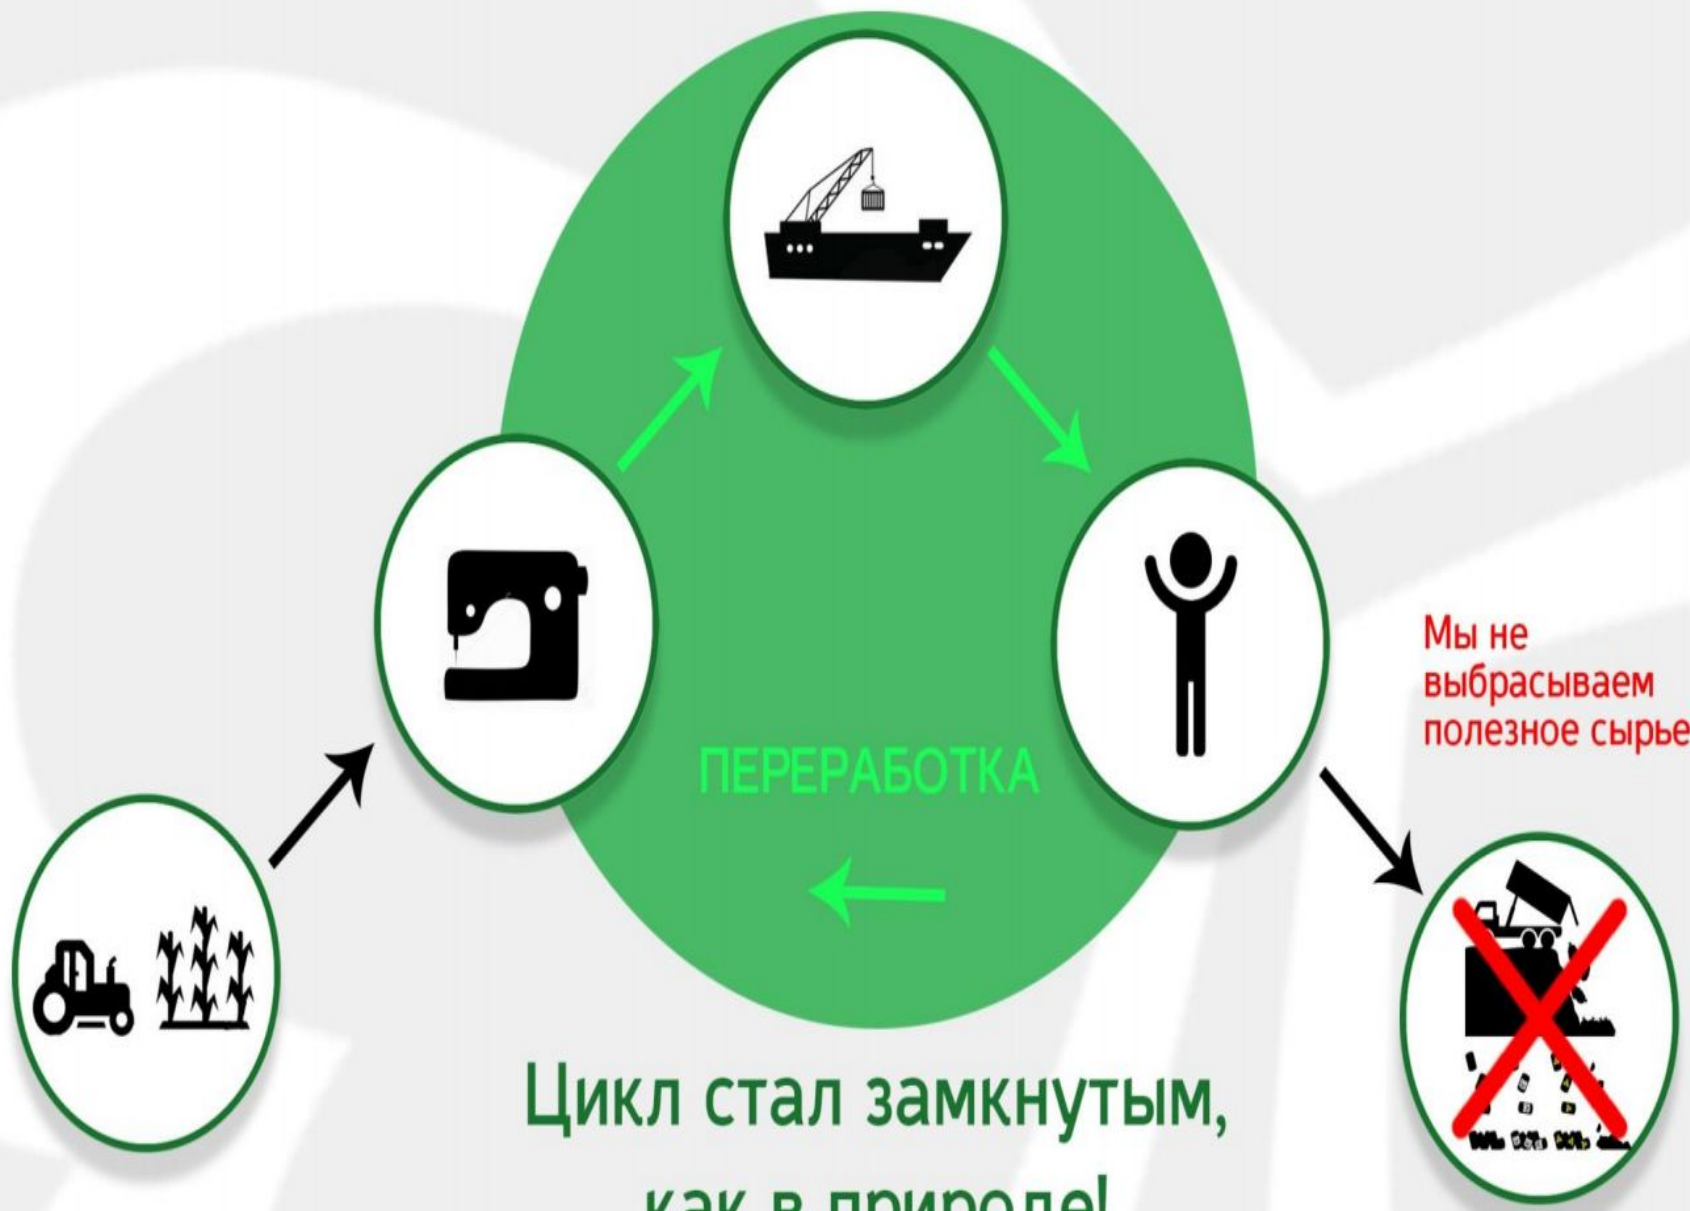 Мы не
выбрасываем
полезное сырье
ПЕРЕРАБОТКА
Цикл стал замкнутым,
как в природе!